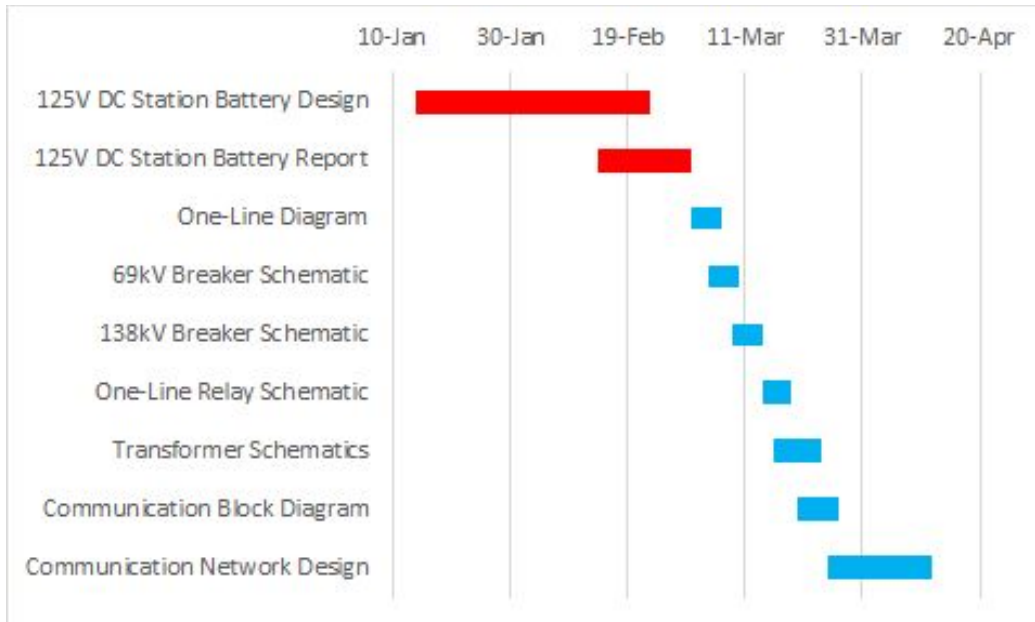 10-Jan 30-Jan 19-Feb 11-Mar 31-Mar 20-Apr
125V DC Station Battery Design
125V DC Station Battery Report
One-Line Diagram
69kV Breaker Schematic
138kV Breaker Schematic
One-Line Relay Schematic
Transformer Schematics
Communication Block Diagram
Communication Network Design